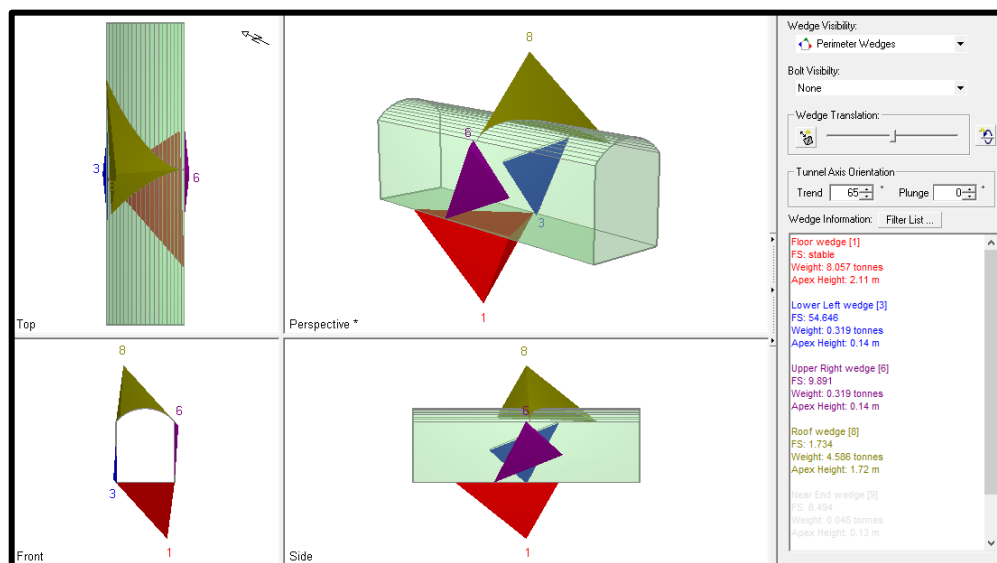 8
3
6
8
Top
8
6
3
1
Perspective *
8
6
3
1
Front
8
6
1
Side
Wedge Visibility:
Perimeter Wedges
Bolt Visibilty:
None
Wedge Translation:
Tunnel Axis Orientation
Trend 65 ° Plunge 0 °
Wedge Information: Filter List ...
Floor wedge [1]
FS: stable
Weight: 8.057 tonnes
Apex Height: 2.11 m
Lower Left wedge [3]
FS: 54.646
Weight: 0.319 tonnes
Apex Height: 0.14 m
Upper Right wedge [6]
FS: 9.891
Weight: 0.319 tonnes
Apex Height: 0.14 m
Roof wedge [8]
FS: 1.734
Weight: 4.586 tonnes
Apex Height: 1.72 m
Near End wedge [9]
FS: 6.494
Weight: 0.048 tonnes
Apex Height: 0.13 m